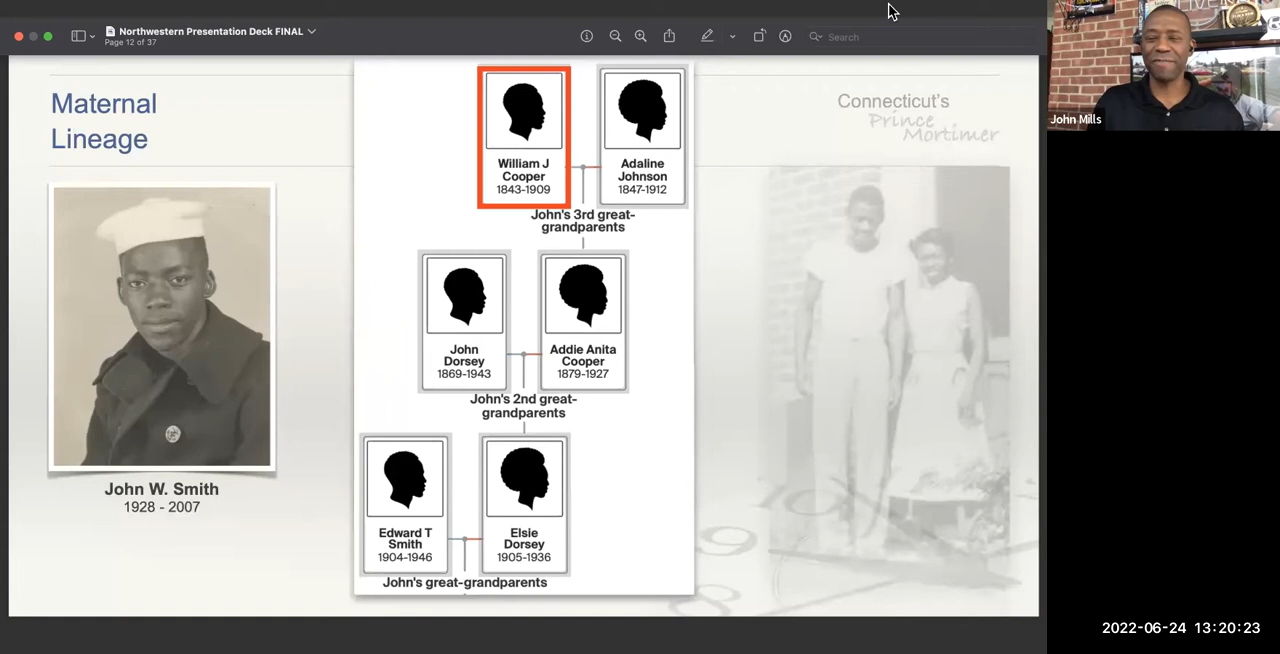 Northwestern Presentation Deck FINAL
Page 12 of 37
Search
Maternal
Lineage
Connecticut's
Prince
Mortimer
John Mills
William J
Cooper
1843-1909
Adaline
Johnson
1847-1912
John's 3rd great-
grandparents
John
Dorsey
1869-1943
Addie Anita
Cooper
1879-1927
John's 2nd great-
grandparents
Edward T
Smith
1904-1946
Elsie
Dorsey
1905-1936
John's great-grandparents
John W. Smith
1928 - 2007
2022-06-24 13:20:23